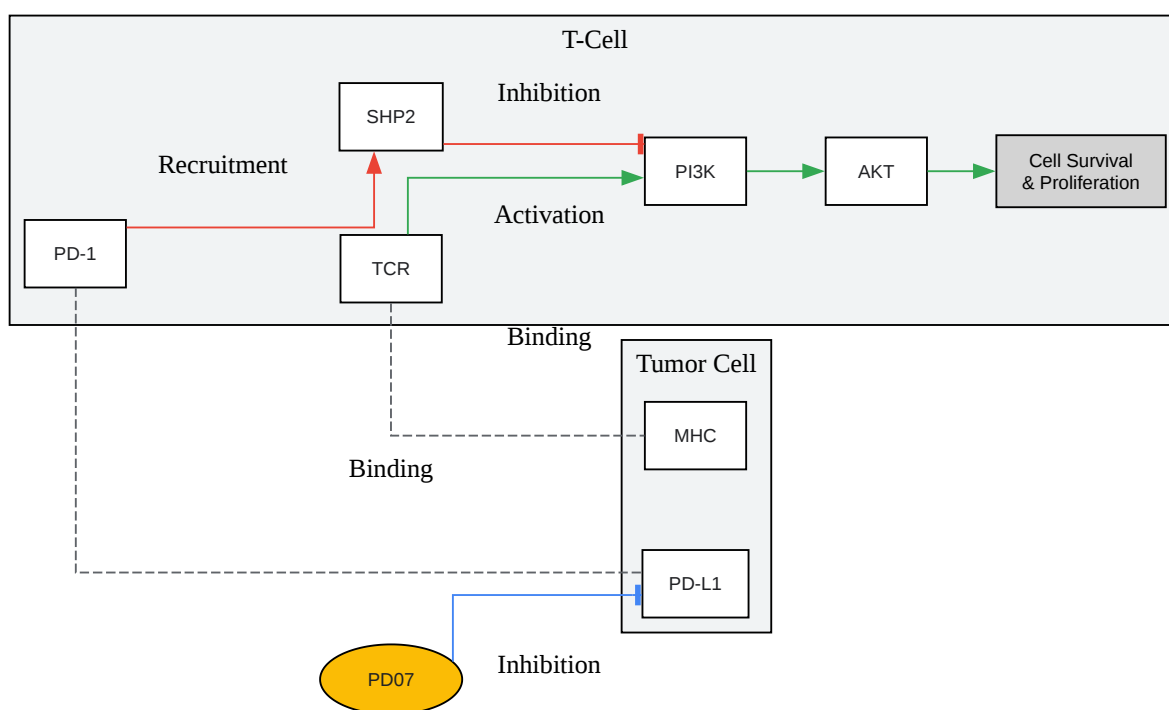 T-Cell
Inhibition
SHP2
Recruitment
PI3K
AKT
Cell Survival
& Proliferation
Activation
PD-1
TCR
Binding
Tumor Cell
MHC
Binding
PD-L1
Inhibition
PD07